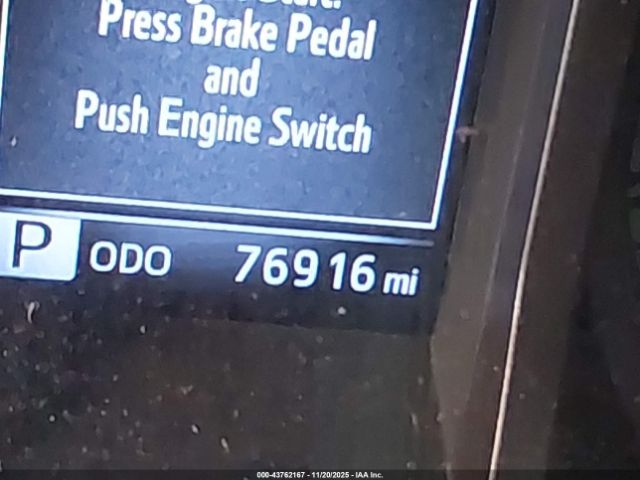 Press Brake Pedal
and
Push Engine Switch
P ODO 76916 mi
000-43762167 - 11/20/2025 - IAA Inc.